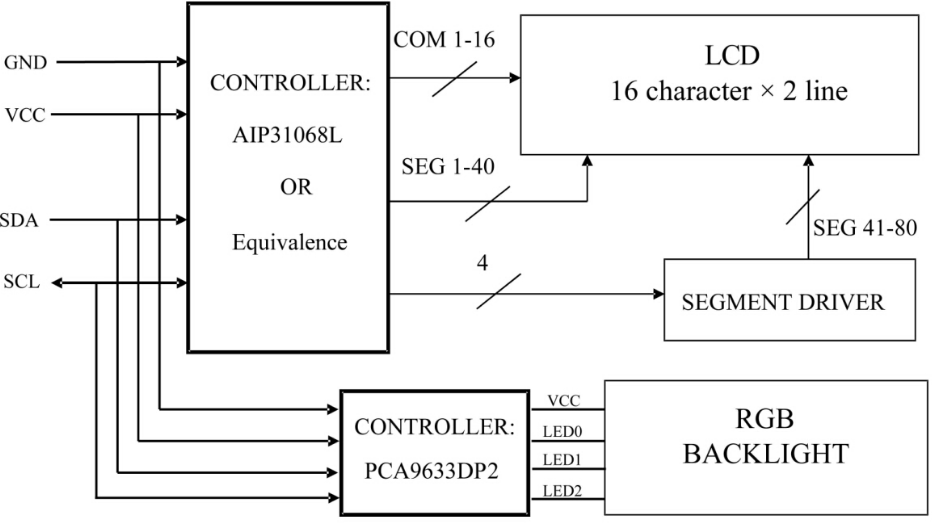 GND
VCC
SDA
SCL
CONTROLLER:
AIP31068L
OR
Equivalence
COM 1-16
SEG 1-40
4
LCD
16 character × 2 line
SEG 41-80
SEGMENT DRIVER
CONTROLLER:
PCA9633DP2
VCC
LED0
LED1
LED2
RGB
BACKLIGHT